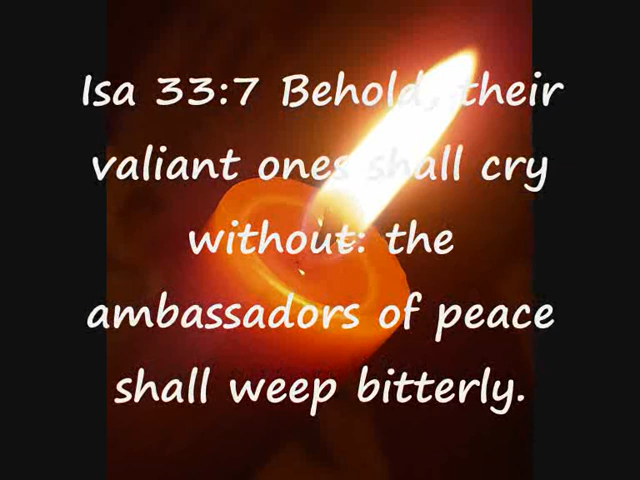 Isa 33:7 Behold, their
valiant ones shall cry
without: the
ambassadors of peace
shall weep bitterly.